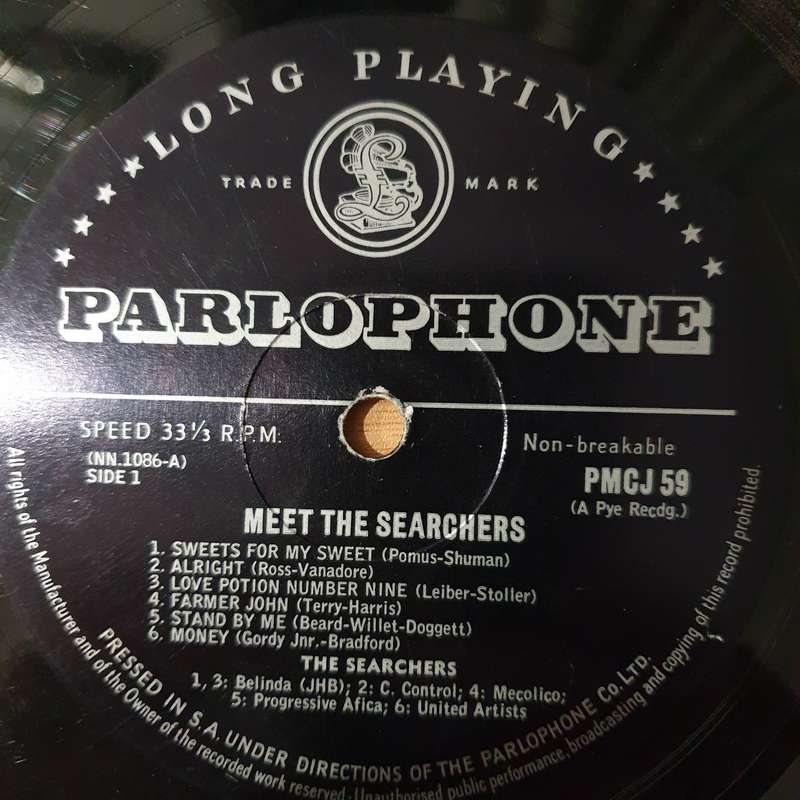 ★★★★ LONG PLAYING ★★★★
TRADE MARK
£
PARLOPHONE
SPEED 33⅓ R.P.M.
Non-breakable
(NN.1086-A)
PMCJ 59
SIDE 1
(A Pye Recdg.)
MEET THE SEARCHERS
1. SWEETS FOR MY SWEET (Pomus-Shuman)
2. ALRIGHT (Ross-Vanadore)
3. LOVE POTION NUMBER NINE (Leiber-Stoller)
4. FARMER JOHN (Terry-Harris)
5. STAND BY ME (Beard-Willet-Doggett)
6. MONEY (Gordy Jnr.-Bradford)
THE SEARCHERS
1, 3: Belinda (JHB); 2: C. Control; 4: Mecolico;
5: Progressive Africa; 6: United Artists
PRESSED IN S.A. UNDER DIRECTIONS OF THE PARLOPHONE Co. LTD.
All rights of the Manufacturer and of the Owner of the recorded work reserved. Unauthorised public performance, broadcasting and copying of this record prohibited.